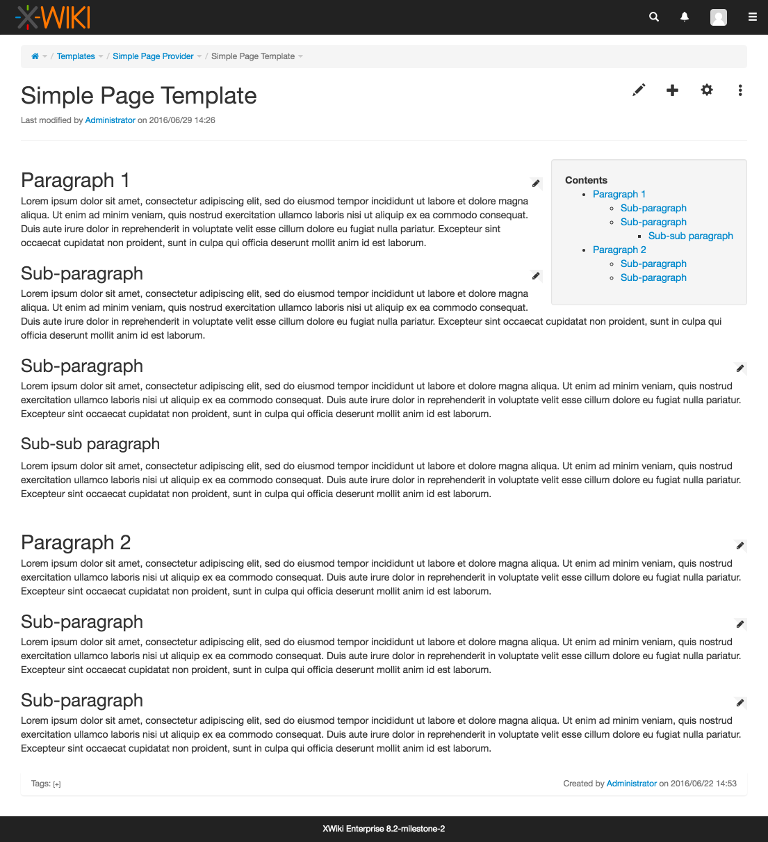 X-WIKI
/ Templates / Simple Page Provider / Simple Page Template
Simple Page Template
Last modified by Administrator on 2016/06/29 14:26
Contents
Paragraph 1
Sub-paragraph
Sub-paragraph
Sub-sub paragraph
Paragraph 2
Sub-paragraph
Sub-paragraph
Paragraph 1
Lorem ipsum dolor sit amet, consectetur adipiscing elit, sed do eiusmod tempor incididunt ut labore et dolore magna
aliqua. Ut enim ad minim veniam, quis nostrud exercitation ullamco laboris nisi ut aliquip ex ea commodo consequat.
Duis aute irure dolor in reprehenderit in voluptate velit esse cillum dolore eu fugiat nulla pariatur. Excepteur sint
occaecat cupidatat non proident, sunt in culpa qui officia deserunt mollit anim id est laborum.
Sub-paragraph
Lorem ipsum dolor sit amet, consectetur adipiscing elit, sed do eiusmod tempor incididunt ut labore et dolore magna
aliqua. Ut enim ad minim veniam, quis nostrud exercitation ullamco laboris nisi ut aliquip ex ea commodo consequat.
Duis aute irure dolor in reprehenderit in voluptate velit esse cillum dolore eu fugiat nulla pariatur. Excepteur sint occaecat cupidatat non proident, sunt in culpa qui
officia deserunt mollit anim id est laborum.
Sub-paragraph
Lorem ipsum dolor sit amet, consectetur adipiscing elit, sed do eiusmod tempor incididunt ut labore et dolore magna aliqua. Ut enim ad minim veniam, quis nostrud
exercitation ullamco laboris nisi ut aliquip ex ea commodo consequat. Duis aute irure dolor in reprehenderit in voluptate velit esse cillum dolore eu fugiat nulla pariatur.
Excepteur sint occaecat cupidatat non proident, sunt in culpa qui officia deserunt mollit anim id est laborum.
Sub-sub paragraph
Lorem ipsum dolor sit amet, consectetur adipiscing elit, sed do eiusmod tempor incididunt ut labore et dolore magna aliqua. Ut enim ad minim veniam, quis nostrud
exercitation ullamco laboris nisi ut aliquip ex ea commodo consequat. Duis aute irure dolor in reprehenderit in voluptate velit esse cillum dolore eu fugiat nulla pariatur.
Excepteur sint occaecat cupidatat non proident, sunt in culpa qui officia deserunt mollit anim id est laborum.
Paragraph 2
Lorem ipsum dolor sit amet, consectetur adipiscing elit, sed do eiusmod tempor incididunt ut labore et dolore magna aliqua. Ut enim ad minim veniam, quis nostrud
exercitation ullamco laboris nisi ut aliquip ex ea commodo consequat. Duis aute irure dolor in reprehenderit in voluptate velit esse cillum dolore eu fugiat nulla pariatur.
Excepteur sint occaecat cupidatat non proident, sunt in culpa qui officia deserunt mollit anim id est laborum.
Sub-paragraph
Lorem ipsum dolor sit amet, consectetur adipiscing elit, sed do eiusmod tempor incididunt ut labore et dolore magna aliqua. Ut enim ad minim veniam, quis nostrud
exercitation ullamco laboris nisi ut aliquip ex ea commodo consequat. Duis aute irure dolor in reprehenderit in voluptate velit esse cillum dolore eu fugiat nulla pariatur.
Excepteur sint occaecat cupidatat non proident, sunt in culpa qui officia deserunt mollit anim id est laborum.
Sub-paragraph
Lorem ipsum dolor sit amet, consectetur adipiscing elit, sed do eiusmod tempor incididunt ut labore et dolore magna aliqua. Ut enim ad minim veniam, quis nostrud
exercitation ullamco laboris nisi ut aliquip ex ea commodo consequat. Duis aute irure dolor in reprehenderit in voluptate velit esse cillum dolore eu fugiat nulla pariatur.
Excepteur sint occaecat cupidatat non proident, sunt in culpa qui officia deserunt mollit anim id est laborum.
Tags: [+]
Created by Administrator on 2016/06/22 14:53
XWiki Enterprise 8.2-milestone-2